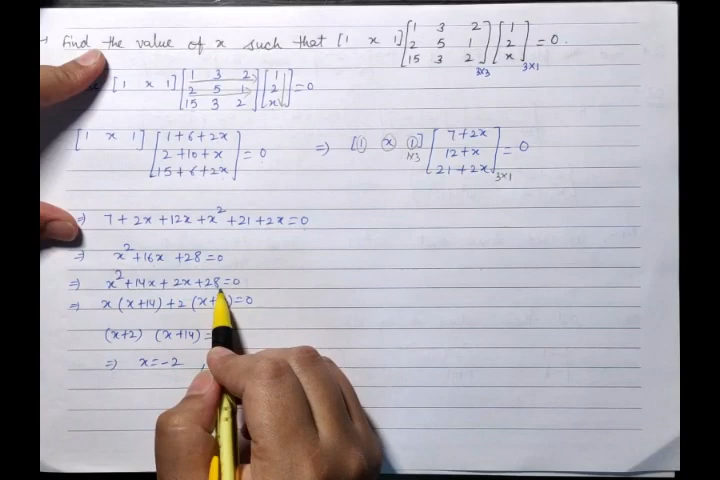 Find the value of x such that [1 x 1] [1 3 2 2 5 1 15 3 2]3×3 [1 2 x]3×1 = 0.
[1 x 1] [1 3 2 2 5 1 15 3 2] [1 2 x] = 0
[1 x 1] [1+6+2x 2+10+x 15+6+2x] = 0 ⇒ [1 x 1]1×3 [7+2x 12+x 21+2x]3×1 = 0
⇒ 7+2x+12x+x²+21+2x=0
⇒ x²+16x+28=0
⇒ x²+14x+2x+28=0
⇒ x(x+14)+2(x+ )=0
(x+2) (x+14)=
⇒ x=-2